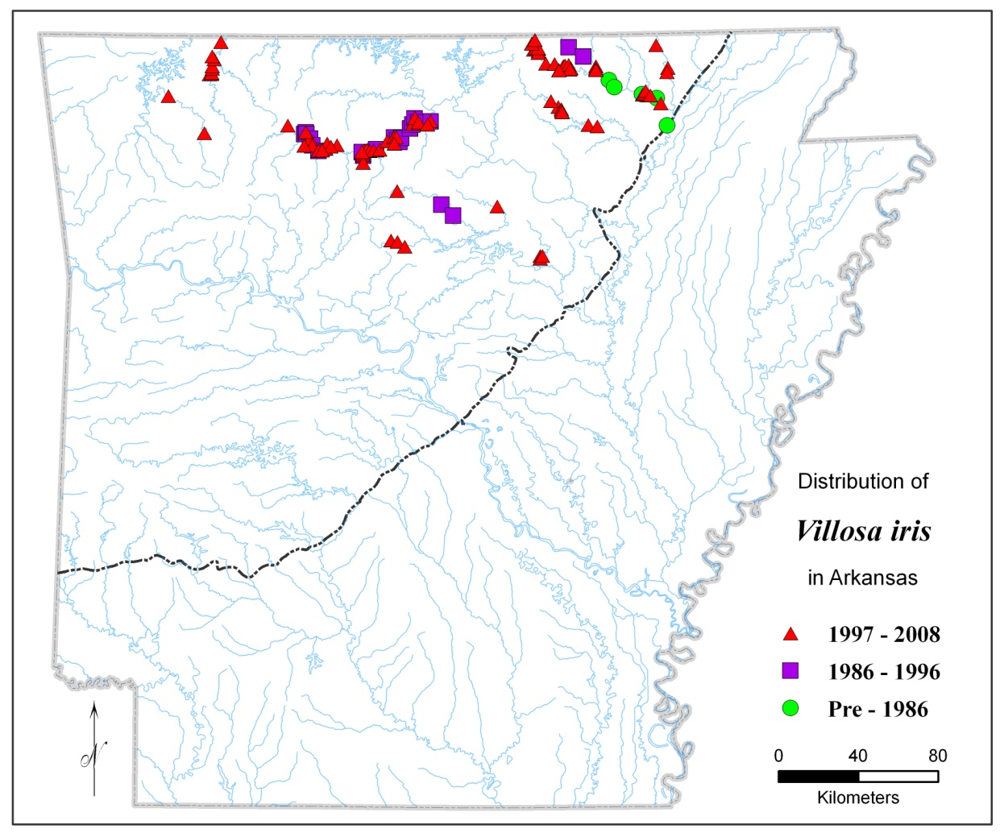 Distribution of
Villosa iris
in Arkansas
1997 - 2008
1986 - 1996
Pre - 1986
N
0 40 80
Kilometers